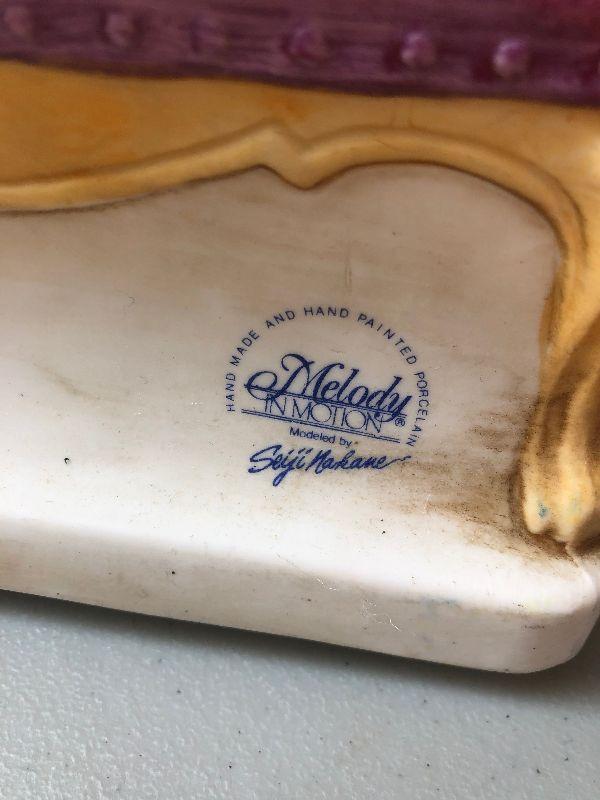 HAND MADE AND HAND PAINTED PORCELAIN
Melody
IN MOTION®
Modeled by
Seiji Nakane